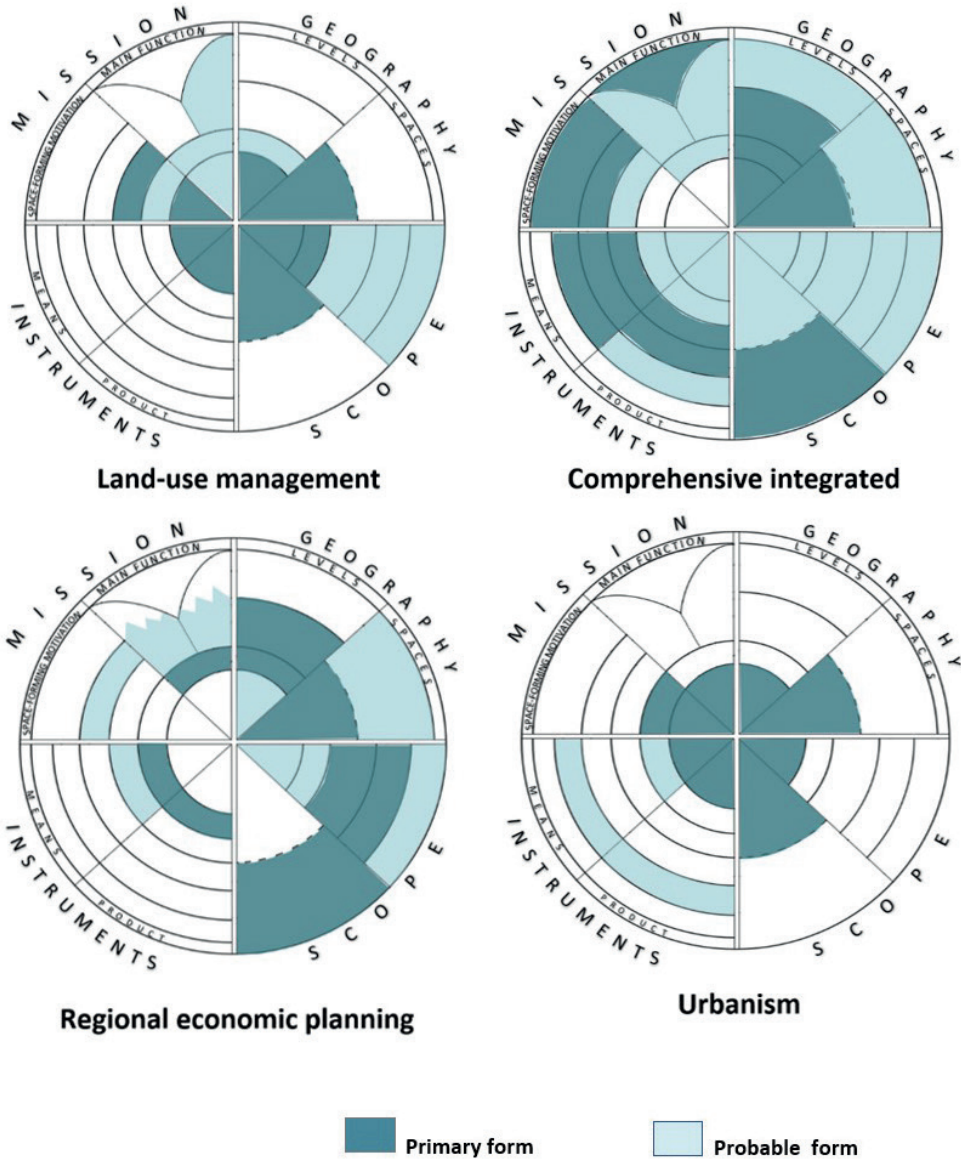 MISSION
MAIN FUNCTION
SPACE-FORMING MOTIVATION
GEOGRAPHY
LEVELS
SPACES
MEANS
INSTRUMENTS
PRODUCT
SCOPE
Land-use management
MISSION
MAIN FUNCTION
SPACE-FORMING MOTIVATION
GEOGRAPHY
LEVELS
SPACES
MEANS
INSTRUMENTS
PRODUCT
SCOPE
Comprehensive integrated
MISSION
MAIN FUNCTION
SPACE-FORMING MOTIVATION
GEOGRAPHY
LEVELS
SPACES
MEANS
INSTRUMENTS
PRODUCT
SCOPE
Regional economic planning
MISSION
MAIN FUNCTION
SPACE-FORMING MOTIVATION
GEOGRAPHY
LEVELS
SPACES
MEANS
INSTRUMENTS
PRODUCT
SCOPE
Urbanism
Primary form
Probable form